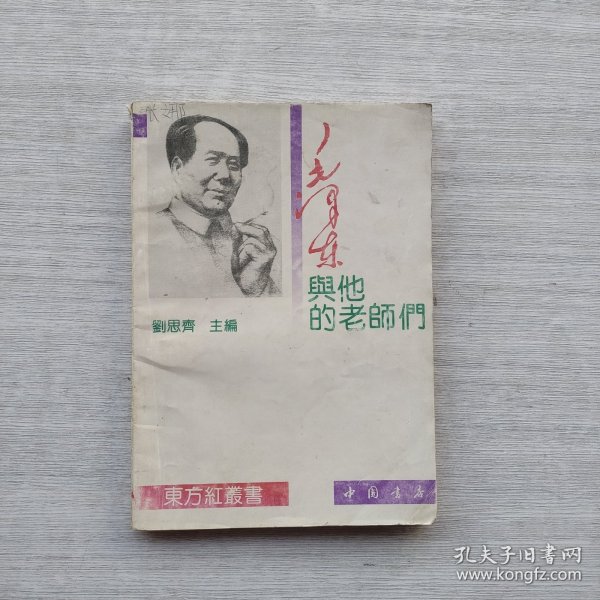 毛泽东
與他
的老師們
劉思齊 主編
東方紅叢書
中国书店
孔夫子旧书网
www.kongfz.com